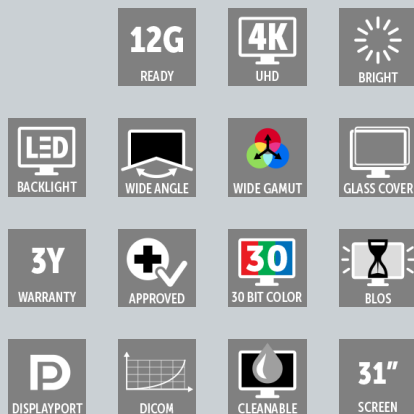 12G
READY
4K
UHD
BRIGHT
LED
BACKLIGHT
WIDE ANGLE
WIDE GAMUT
GLASS COVER
3Y
WARRANTY
APPROVED
30
30 BIT COLOR
BLOS
DISPLAYPORT
DICOM
CLEANABLE
31"
SCREEN